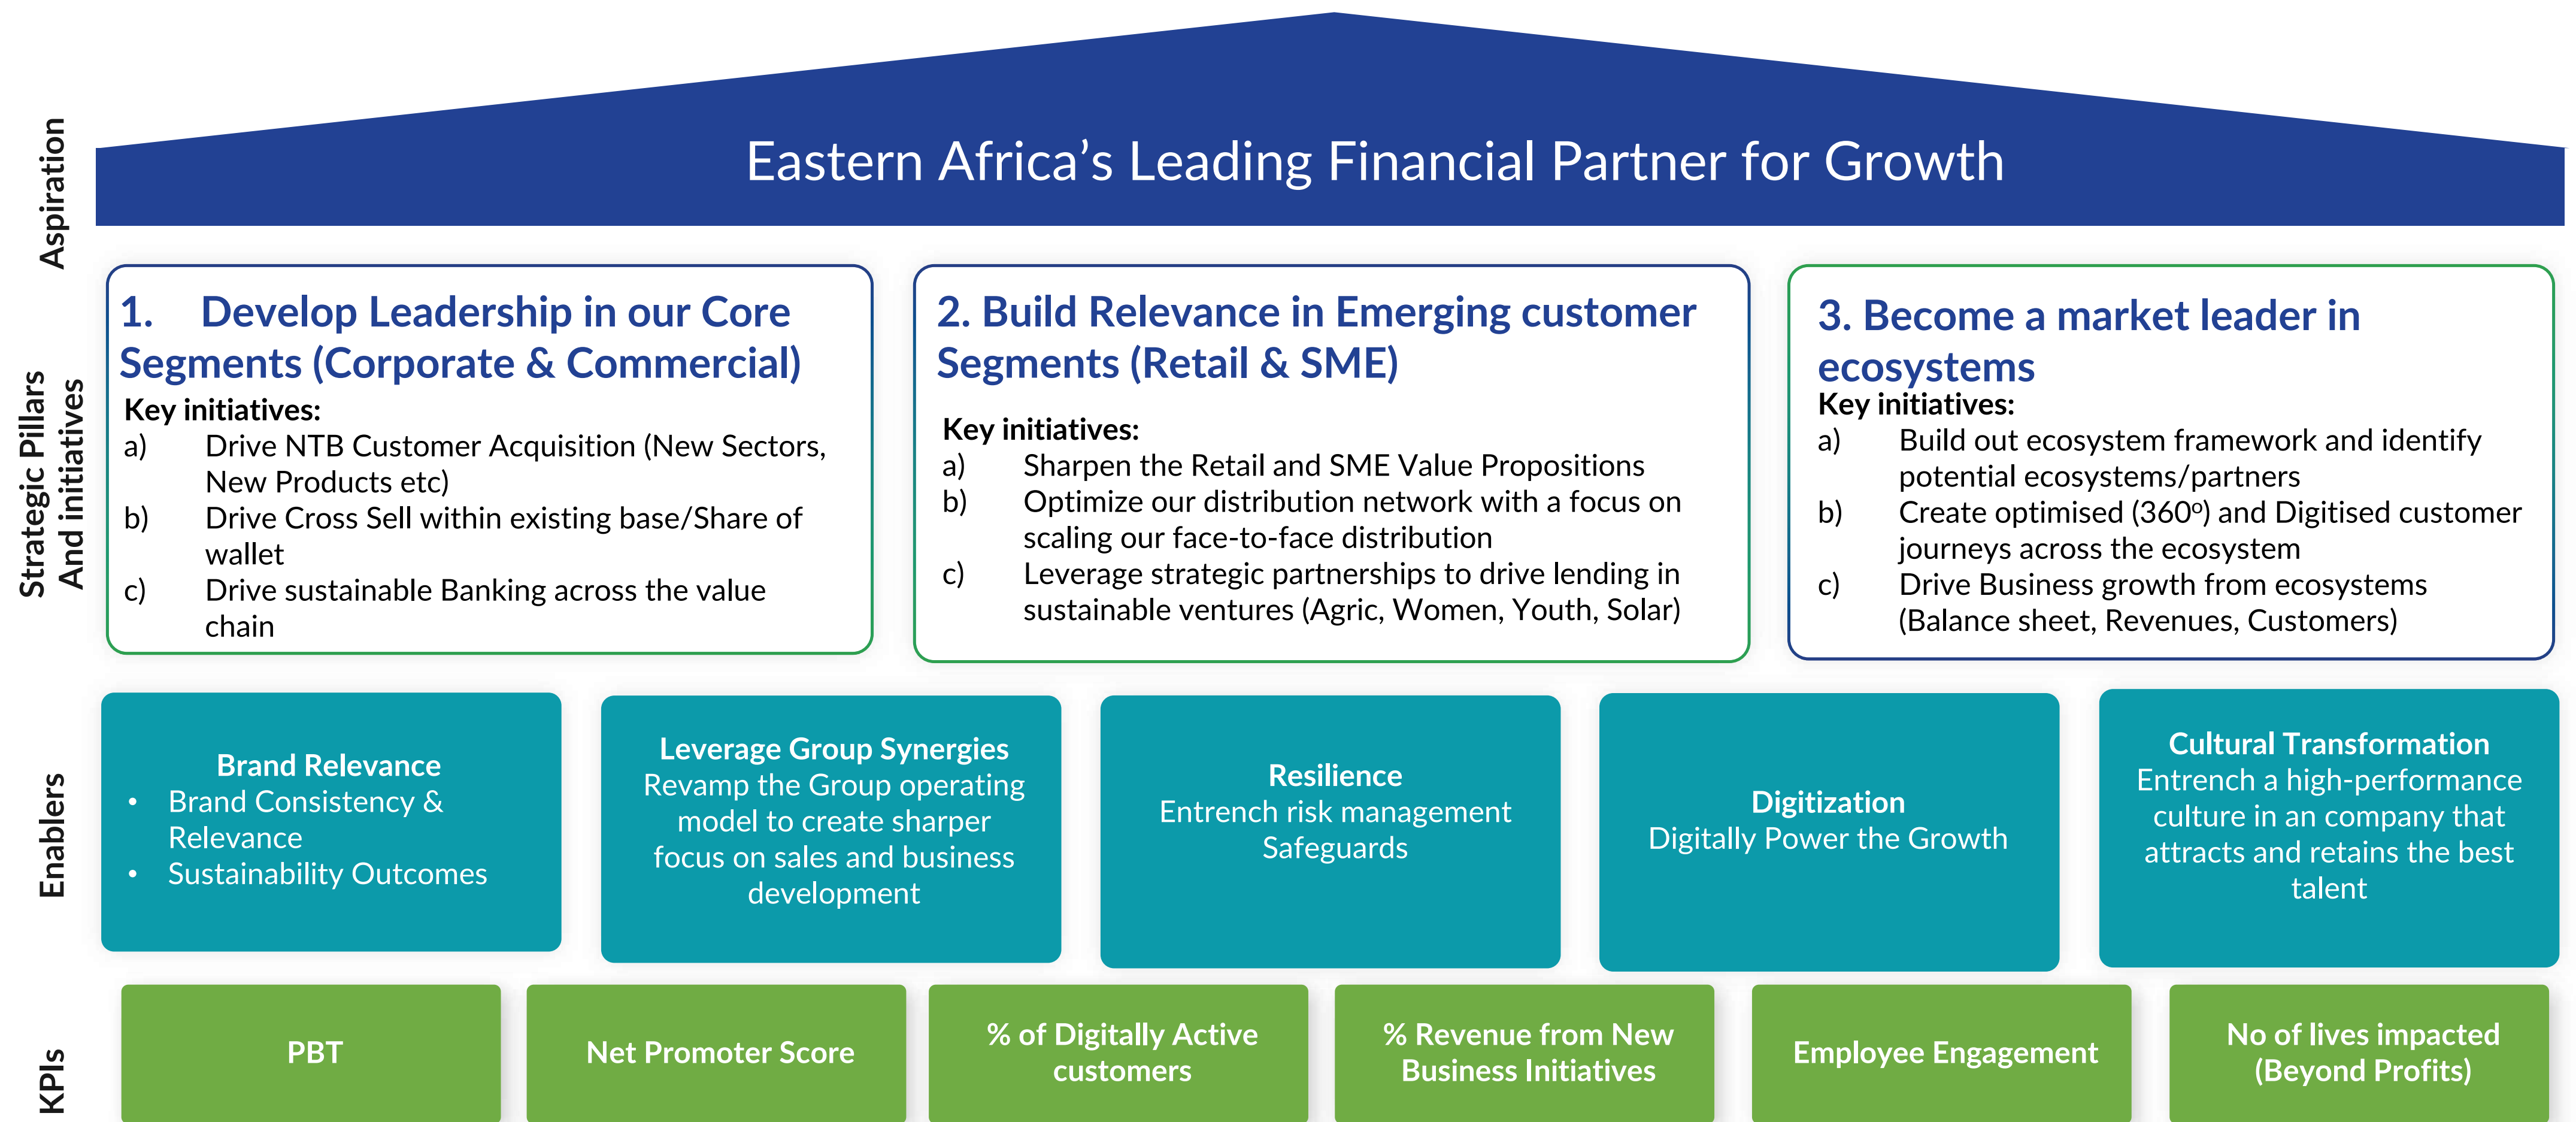 Aspiration
Eastern Africa’s Leading Financial Partner for Growth
Strategic Pillars
And initiatives
1. Develop Leadership in our Core
Segments (Corporate & Commercial)
Key initiatives:
a) Drive NTB Customer Acquisition (New Sectors,
New Products etc)
b) Drive Cross Sell within existing base/Share of
wallet
c) Drive sustainable Banking across the value
chain
2. Build Relevance in Emerging customer
Segments (Retail & SME)
Key initiatives:
a) Sharpen the Retail and SME Value Propositions
b) Optimize our distribution network with a focus on
scaling our face-to-face distribution
c) Leverage strategic partnerships to drive lending in
sustainable ventures (Agric, Women, Youth, Solar)
3. Become a market leader in
ecosystems
Key initiatives:
a) Build out ecosystem framework and identify
potential ecosystems/partners
b) Create optimised (360º) and Digitised customer
journeys across the ecosystem
c) Drive Business growth from ecosystems
(Balance sheet, Revenues, Customers)
Enablers
Brand Relevance
• Brand Consistency &
Relevance
• Sustainability Outcomes
Leverage Group Synergies
Revamp the Group operating
model to create sharper
focus on sales and business
development
Resilience
Entrench risk management
Safeguards
Digitization
Digitally Power the Growth
Cultural Transformation
Entrench a high-performance
culture in an company that
attracts and retains the best
talent
KPIs
PBT
Net Promoter Score
% of Digitally Active
customers
% Revenue from New
Business Initiatives
Employee Engagement
No of lives impacted
(Beyond Profits)